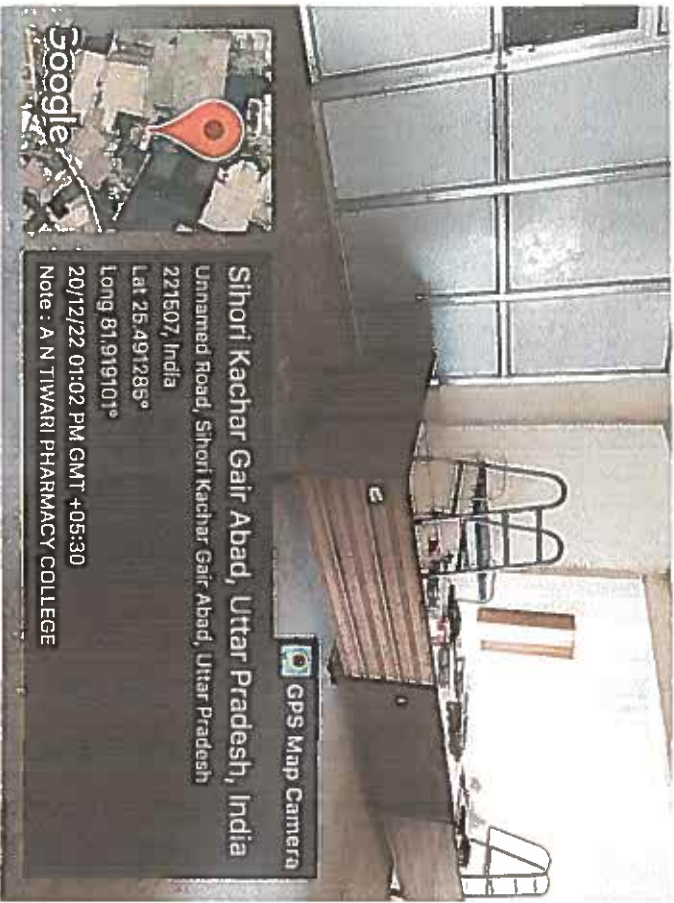 GPS Map Camera
Sihori Kachar Gair Abad, Uttar Pradesh, India
Unnamed Road, Sihori Kachar Gair Abad, Uttar Pradesh
221507, India
Lat 25.491285°
Long 81.919101°
20/12/22 01:02 PM GMT +05:30
Note : A N TIWARI PHARMACY COLLEGE
Google